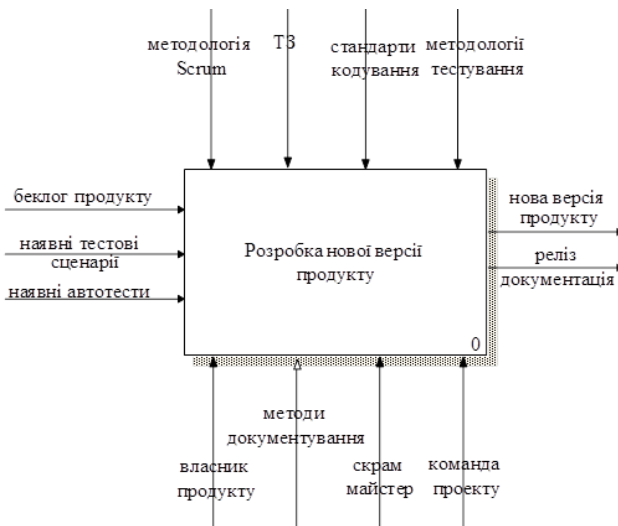 методологія
Scrum
ТЗ
стандарти
кодування
методології
тестування
беклог продукту
наявні тестові
сценарії
наявні автотести
Розробка нової версії
продукту
0
нова версія
продукту
реліз
документація
методи
документування
власник
продукту
скрам
майстер
команда
проекту